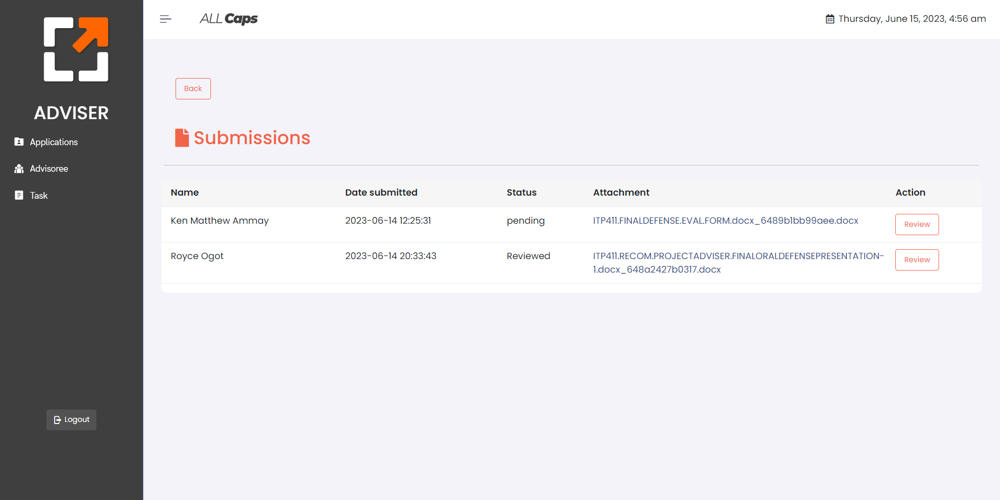 ADVISER
Applications
Advisoree
Task
Logout
ALL Caps
Thursday, June 15, 2023, 4:56 am
Back
Submissions
Name Date submitted Status Attachment Action
Ken Matthew Ammay 2023-06-14 12:25:31 pending ITP411.FINALDEFENSE.EVAL.FORM.docx_6489b1bb99aee.docx Review
Royce Ogot 2023-06-14 20:33:43 Reviewed ITP411.RECOM.PROJECTADVISER.FINALORALDEFENSEPRESENTATION- Review
1.docx_648a2427b0317.docx